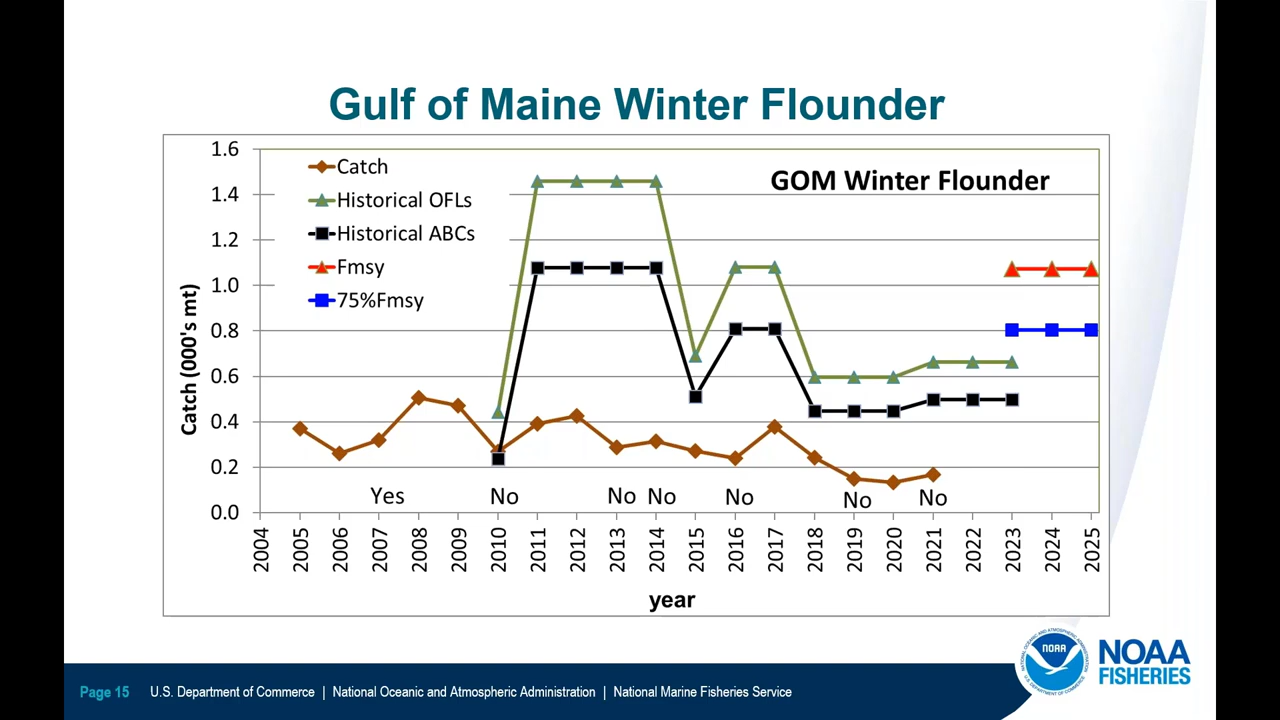 Gulf of Maine Winter Flounder
GOM Winter Flounder
Catch
Historical OFLs
Historical ABCs
Fmsy
75%Fmsy
Catch (000's mt)
1.6
1.4
1.2
1.0
0.8
0.6
0.4
0.2
0.0
Yes No No No No No No
2004 2005 2006 2007 2008 2009 2010 2011 2012 2013 2014 2015 2016 2017 2018 2019 2020 2021 2022 2023 2024 2025
year
NOAA
NOAA
FISHERIES
Page 15 U.S. Department of Commerce | National Oceanic and Atmospheric Administration | National Marine Fisheries Service